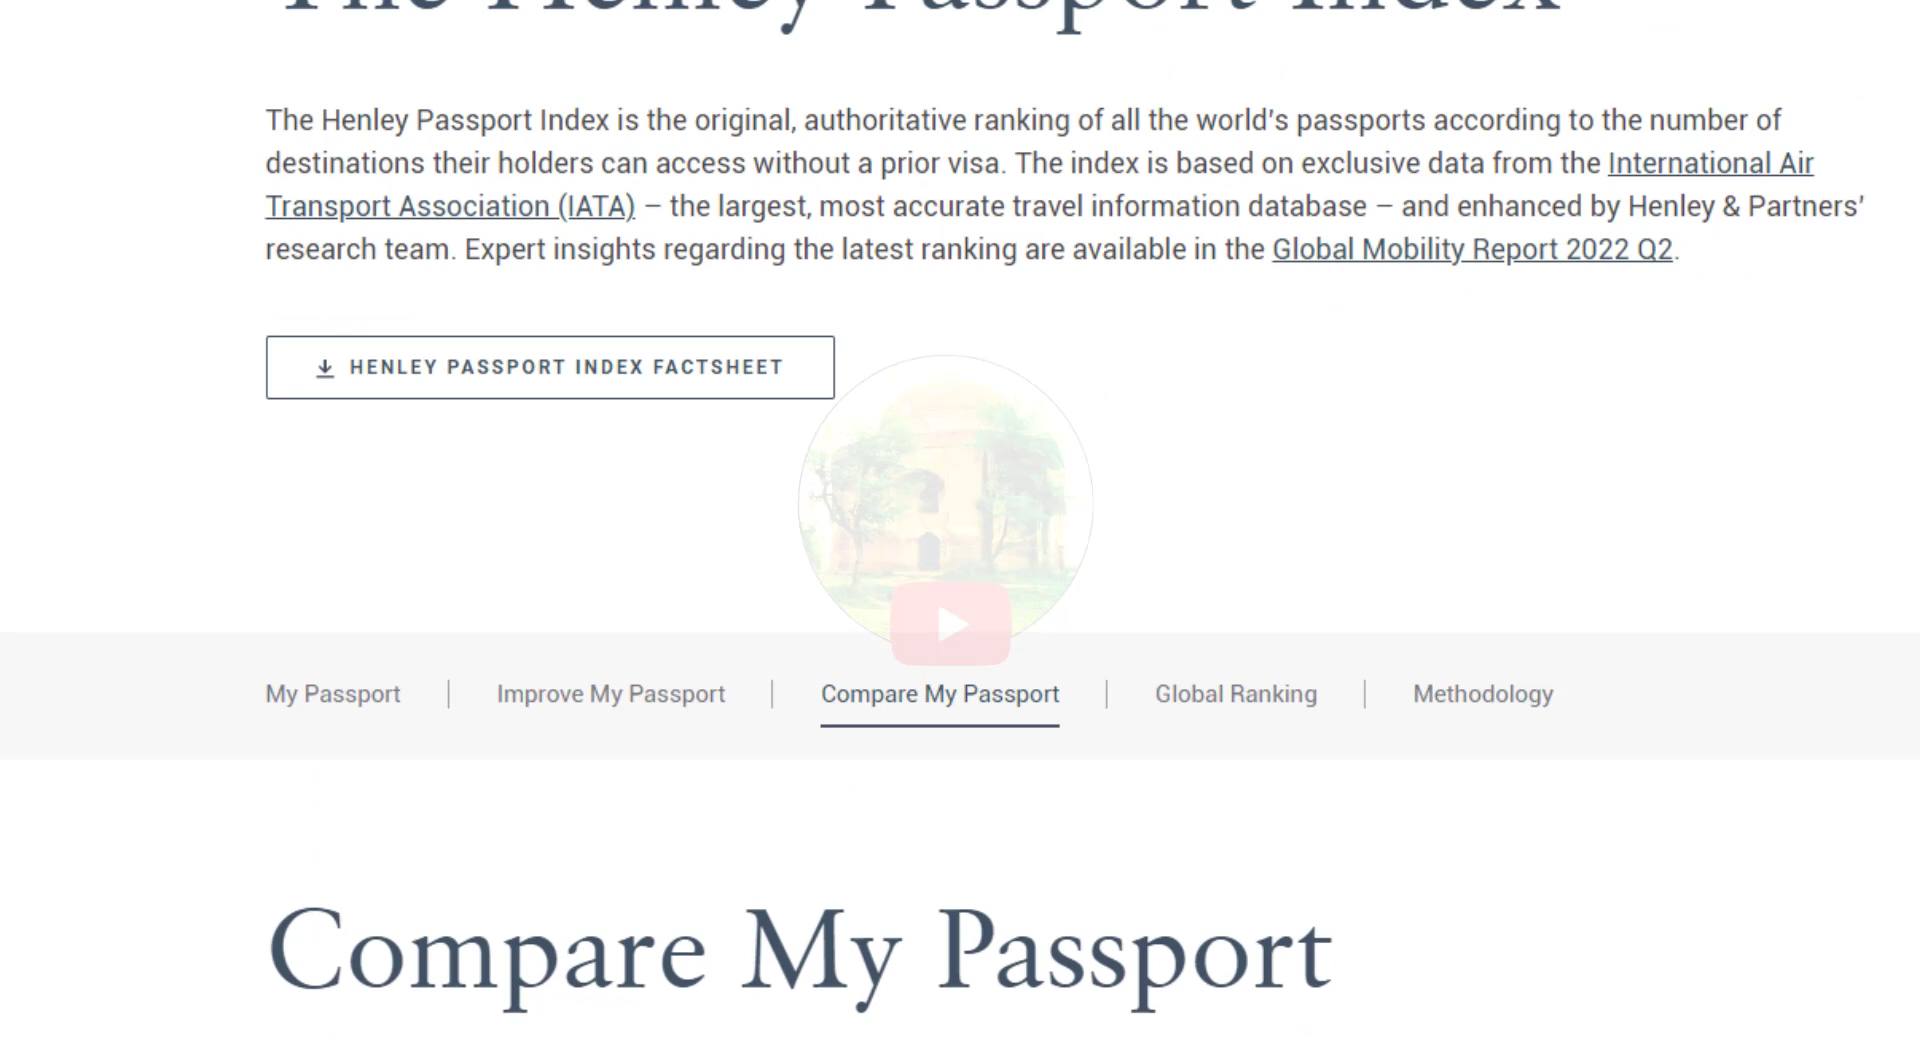 The Henley Passport Index
The Henley Passport Index is the original, authoritative ranking of all the world's passports according to the number of
destinations their holders can access without a prior visa. The index is based on exclusive data from the International Air
Transport Association (IATA) – the largest, most accurate travel information database – and enhanced by Henley & Partners'
research team. Expert insights regarding the latest ranking are available in the Global Mobility Report 2022 Q2.
HENLEY PASSPORT INDEX FACTSHEET
My Passport | Improve My Passport | Compare My Passport | Global Ranking | Methodology
Compare My Passport